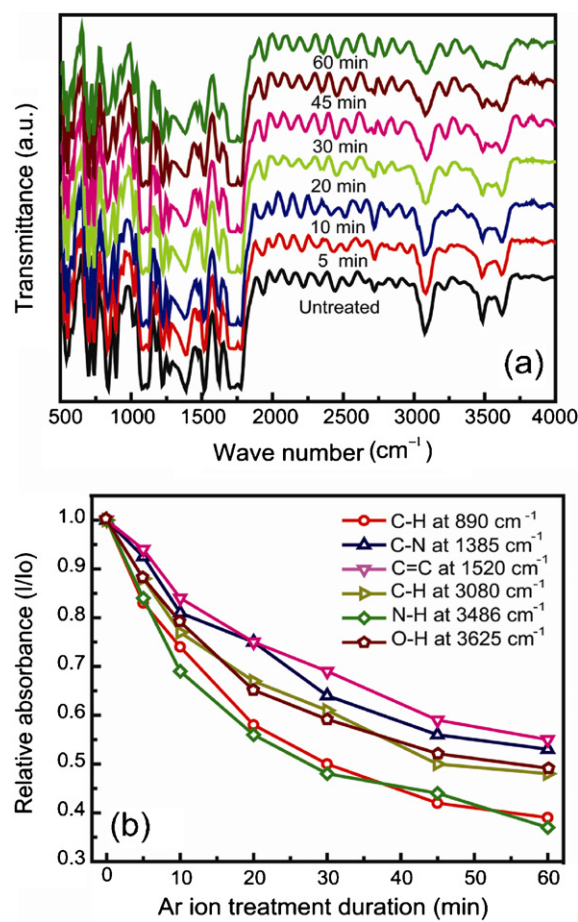 60 min
45 min
30 min
20 min
10 min
5 min
Untreated
(a)
Transmittance (a.u.)
500 1000 1500 2000 2500 3000 3500 4000
Wave number (cm⁻¹)
1.0
0.9
0.8
0.7
0.6
0.5
0.4
0.3
Relative absorbance (I/Io)
C-H at 890 cm⁻¹
C-N at 1385 cm⁻¹
C=C at 1520 cm⁻¹
C-H at 3080 cm⁻¹
N-H at 3486 cm⁻¹
O-H at 3625 cm⁻¹
(b)
0 10 20 30 40 50 60
Ar ion treatment duration (min)